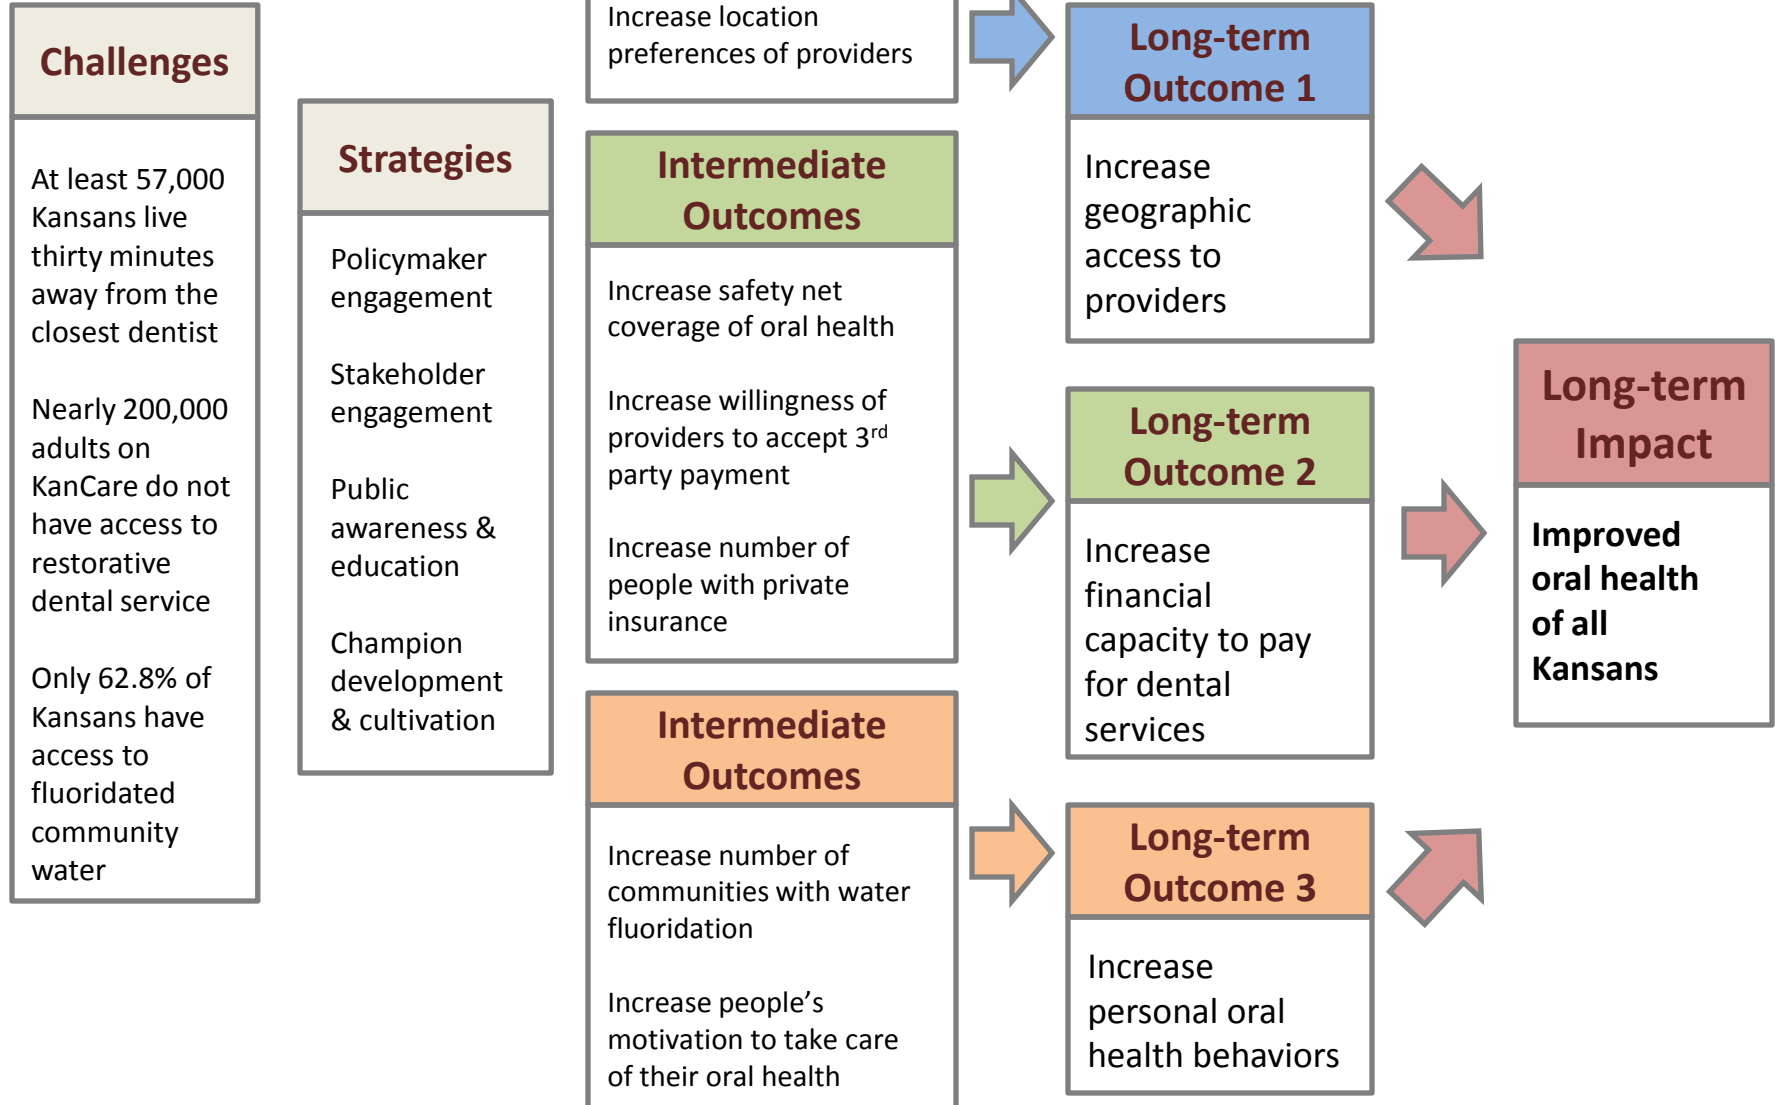 Challenges
At least 57,000
Kansans live
thirty minutes
away from the
closest dentist
Nearly 200,000
adults on
KanCare do not
have access to
restorative
dental service
Only 62.8% of
Kansans have
access to
fluoridated
community
water
Strategies
Policymaker
engagement
Stakeholder
engagement
Public
awareness &
education
Champion
development
& cultivation
Increase location
preferences of providers
Intermediate
Outcomes
Increase safety net
coverage of oral health
Increase willingness of
providers to accept 3rd
party payment
Increase number of
people with private
insurance
Intermediate
Outcomes
Increase number of
communities with water
fluoridation
Increase people’s
motivation to take care
of their oral health
Long-term
Outcome 1
Increase
geographic
access to
providers
Long-term
Outcome 2
Increase
financial
capacity to pay
for dental
services
Long-term
Outcome 3
Increase
personal oral
health behaviors
Long-term
Impact
Improved
oral health
of all
Kansans